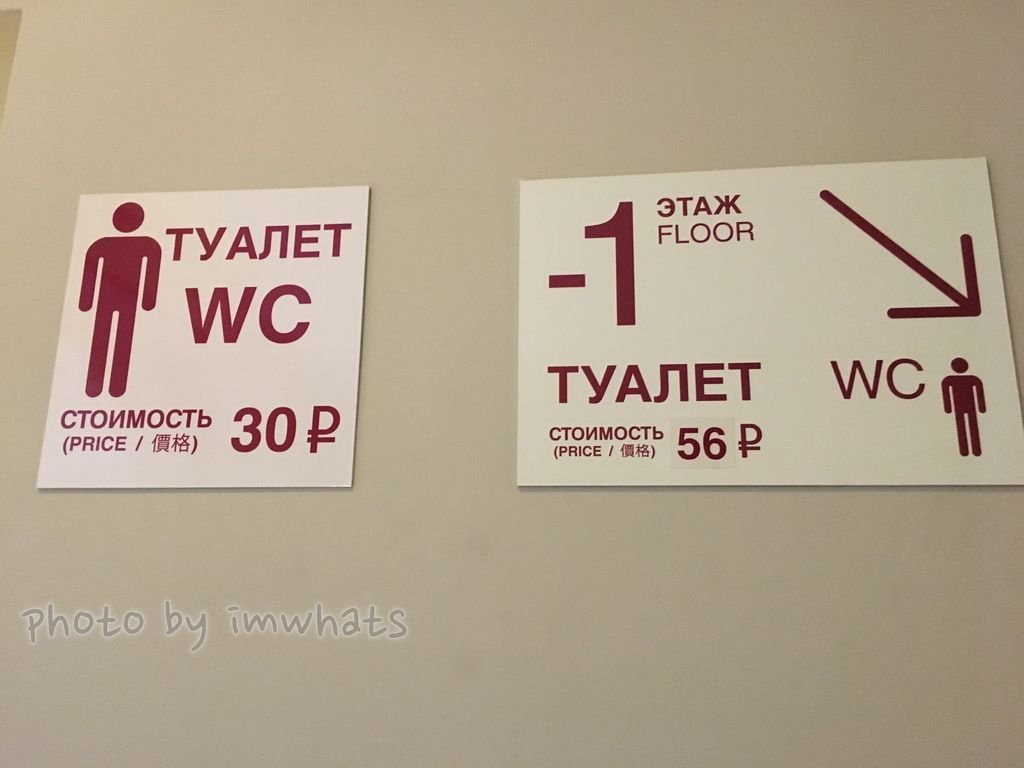 ТУАЛЕТ
WC
СТОИМОСТЬ
(PRICE / 價格)
30 ₽
-1
ЭТАЖ
FLOOR
ТУАЛЕТ
WC
СТОИМОСТЬ
(PRICE / 價格)
56 ₽
Photo by imwhats